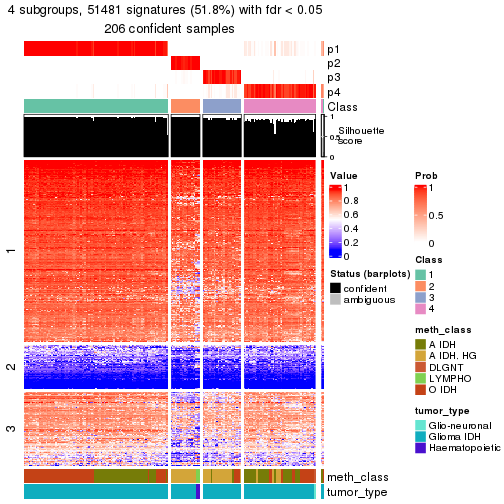 4 subgroups, 51481 signatures (51.8%) with fdr < 0.05
206 confident samples
p1
p2
p3
p4
Class
1
0.5
0
Silhouette
score
1
2
3
meth_class
tumor_type
Value
1
0.8
0.6
0.4
0.2
0
Status (barplots)
confident
ambiguous
Prob
1
0.5
0
Class
1
2
3
4
meth_class
A IDH
A IDH, HG
DLGNT
LYMPHO
O IDH
tumor_type
Glio-neuronal
Glioma IDH
Haematopoietic